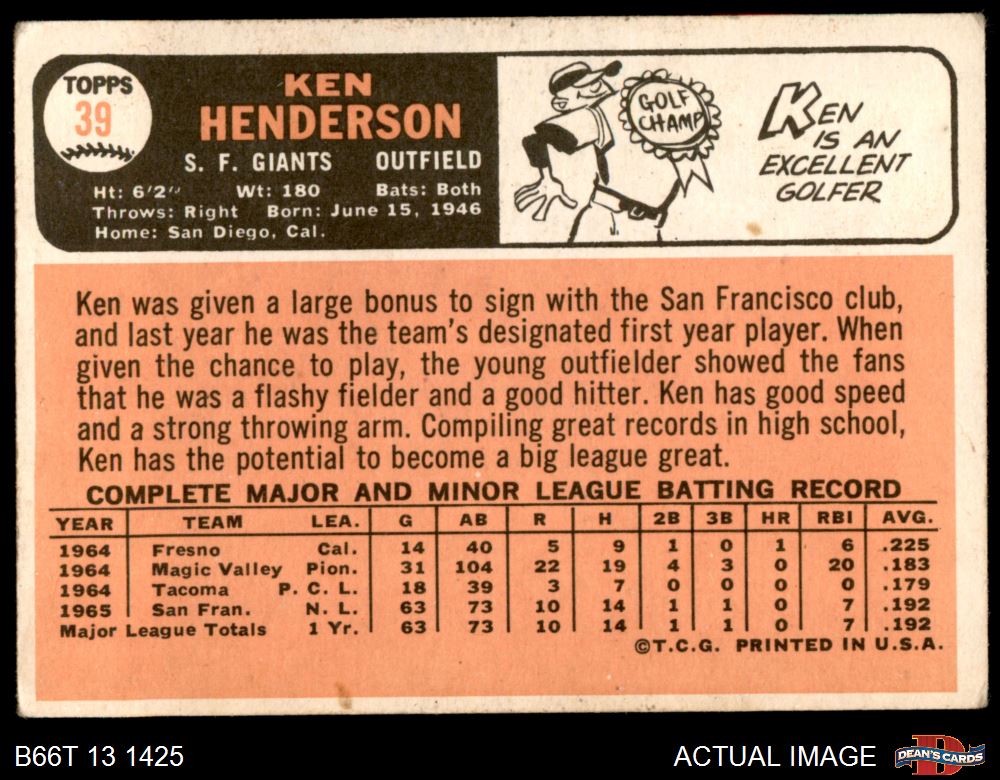 TOPPS
39
KEN
HENDERSON
S. F. GIANTS OUTFIELD
Ht: 6'2" Wt: 180 Bats: Both
Throws: Right Born: June 15, 1946
Home: San Diego, Cal.
GOLF
CHAMP
KEN
IS AN
EXCELLENT
GOLFER
Ken was given a large bonus to sign with the San Francisco club,
and last year he was the team's designated first year player. When
given the chance to play, the young outfielder showed the fans
that he was a flashy fielder and a good hitter. Ken has good speed
and a strong throwing arm. Compiling great records in high school,
Ken has the potential to become a big league great.
COMPLETE MAJOR AND MINOR LEAGUE BATTING RECORD
YEAR TEAM LEA. G AB R H 2B 3B HR RBI AVG.
1964 Fresno Cal. 14 40 5 9 1 0 1 6 .225
1964 Magic Valley Pion. 31 104 22 19 4 3 0 20 .183
1964 Tacoma P. C. L. 18 39 3 7 0 0 0 0 .179
1965 San Fran. N. L. 63 73 10 14 1 1 0 7 .192
Major League Totals 1 Yr. 63 73 10 14 1 1 0 7 .192
©T.C.G. PRINTED IN U.S.A.
B66T 13 1425
ACTUAL IMAGE
D
DEAN'S CARDS